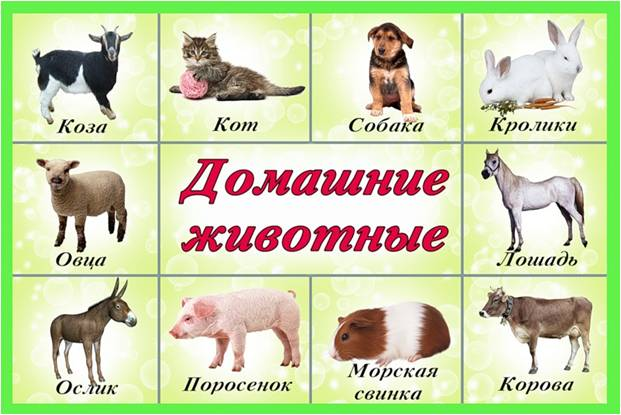 Коза
Кот
Собака
Кролики
Овца
Домашние
животные
Лошадь
Ослик
Поросенок
Морская
свинка
Корова